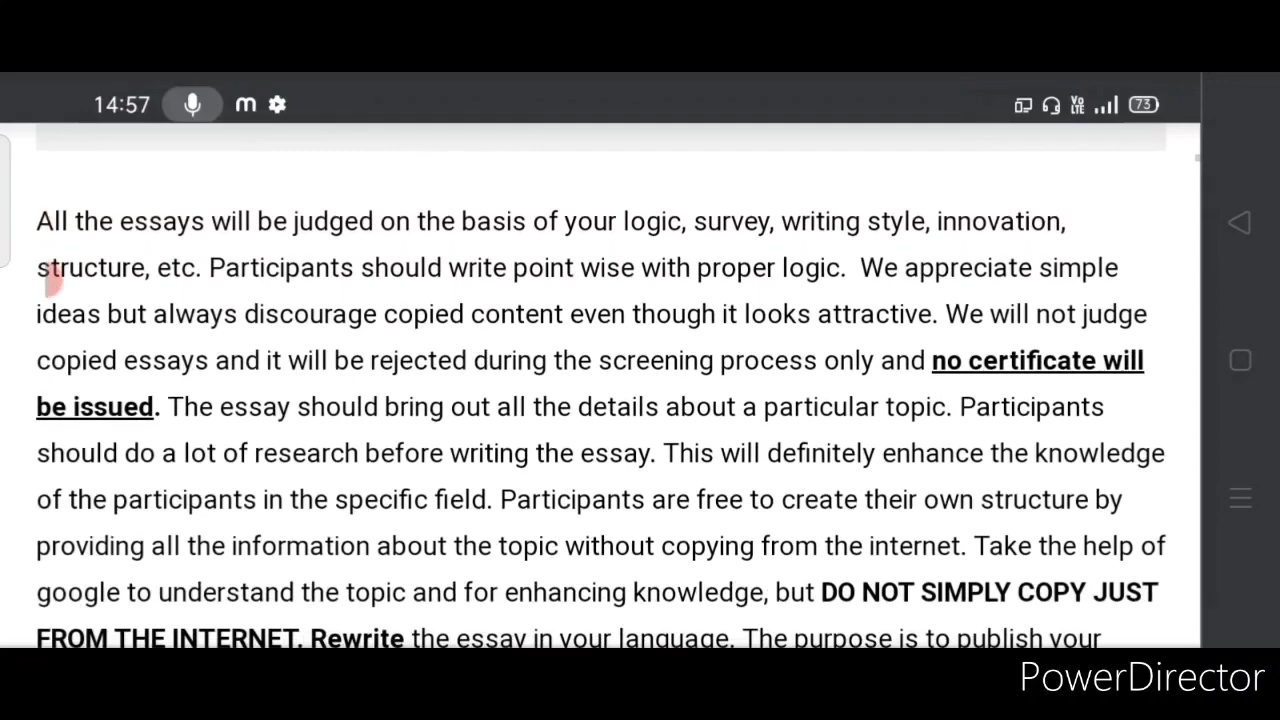 14:57 m Vo LTE 73
All the essays will be judged on the basis of your logic, survey, writing style, innovation,
structure, etc. Participants should write point wise with proper logic.  We appreciate simple
ideas but always discourage copied content even though it looks attractive. We will not judge
copied essays and it will be rejected during the screening process only and no certificate will
be issued. The essay should bring out all the details about a particular topic. Participants
should do a lot of research before writing the essay. This will definitely enhance the knowledge
of the participants in the specific field. Participants are free to create their own structure by
providing all the information about the topic without copying from the internet. Take the help of
google to understand the topic and for enhancing knowledge, but DO NOT SIMPLY COPY JUST
FROM THE INTERNET. Rewrite the essay in your language. The purpose is to publish your
PowerDirector